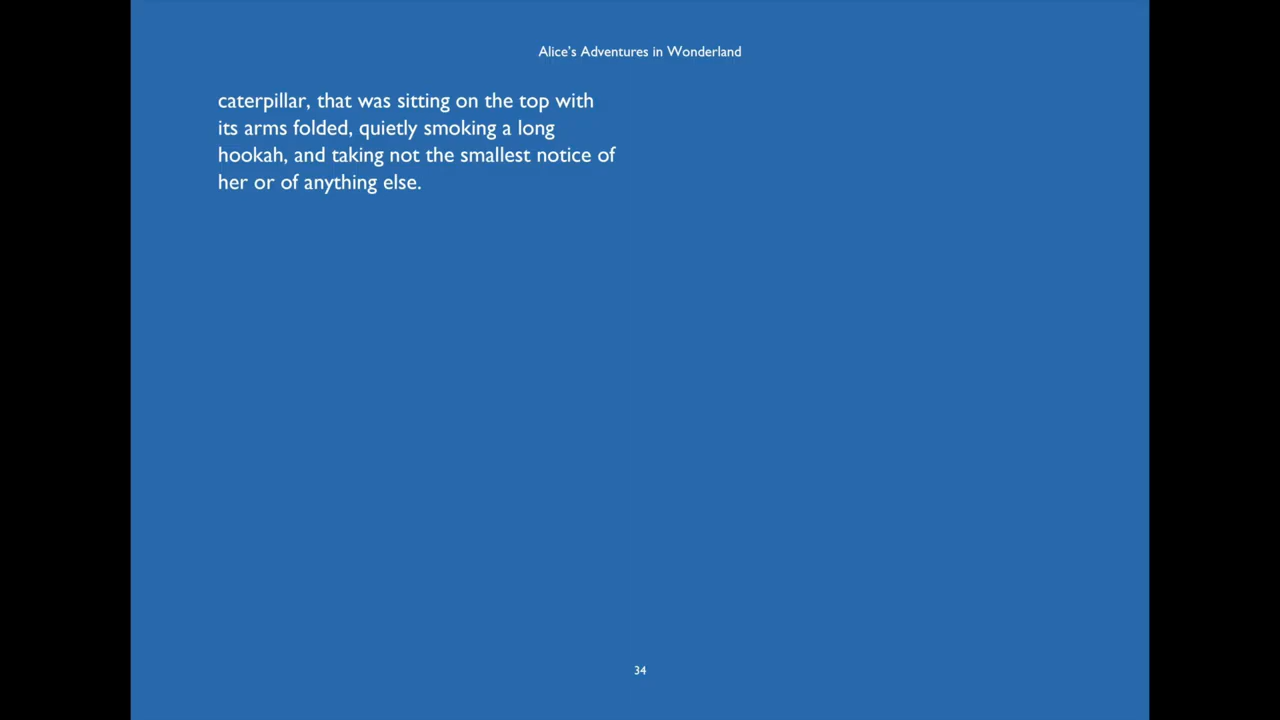 Alice’s Adventures in Wonderland
caterpillar, that was sitting on the top with
its arms folded, quietly smoking a long
hookah, and taking not the smallest notice of
her or of anything else.
34